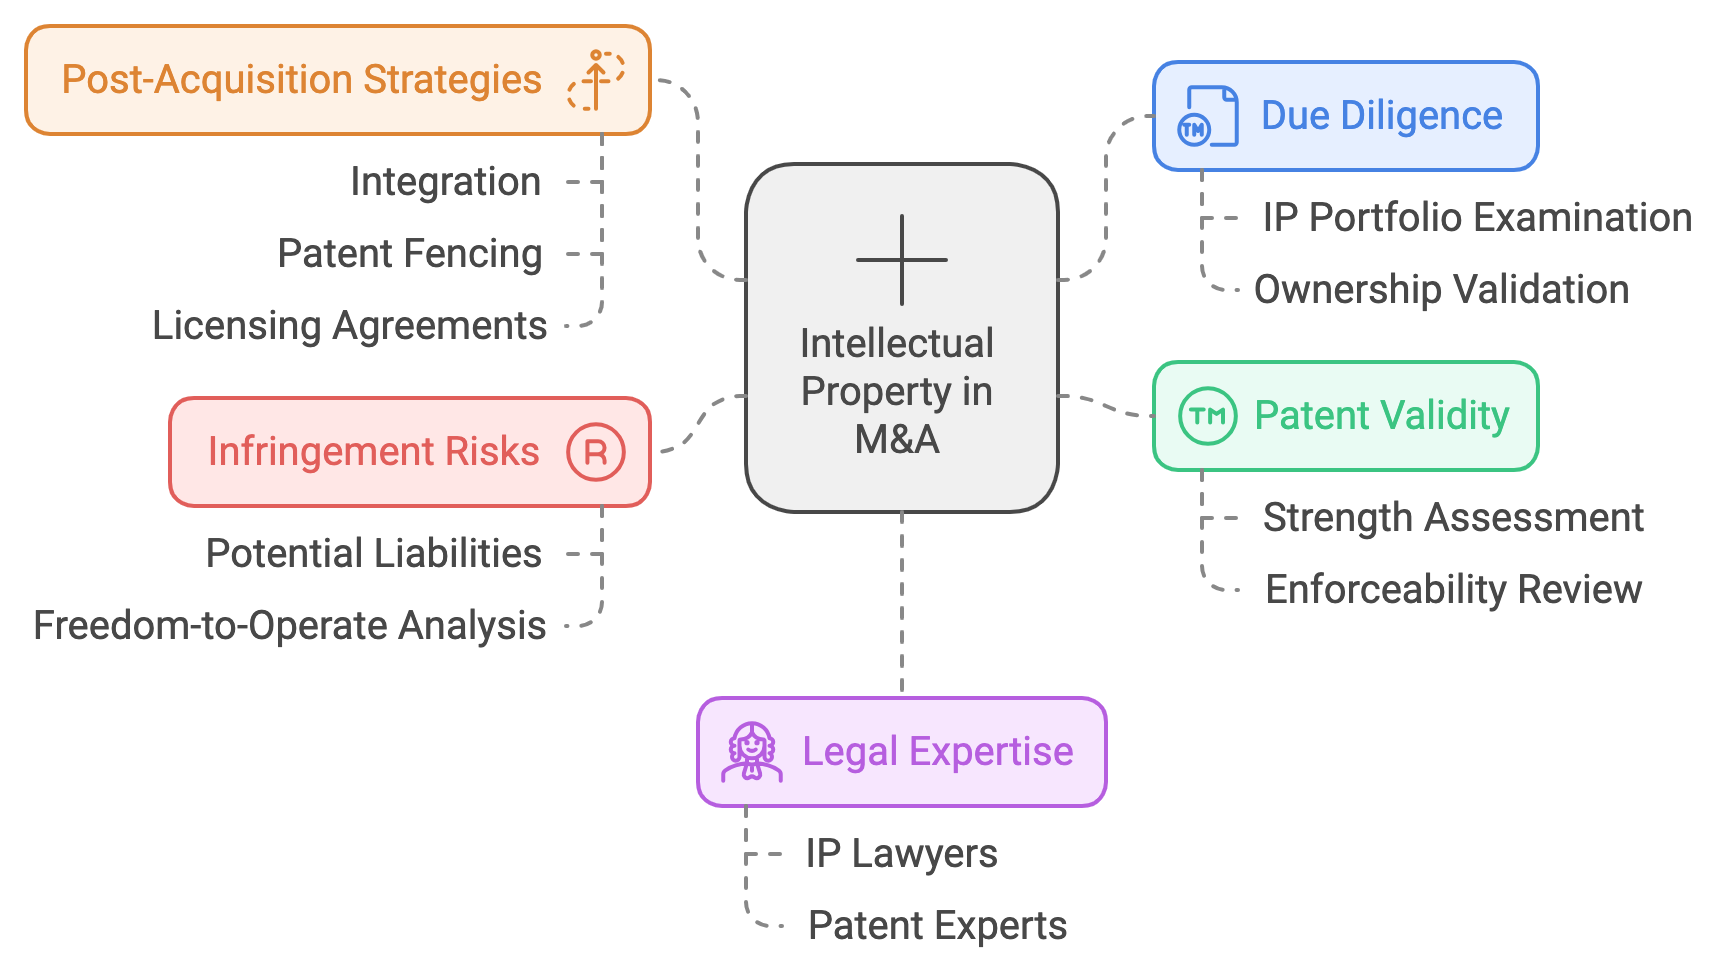 Post-Acquisition Strategies
Integration
Patent Fencing
Licensing Agreements
Infringement Risks
R
Potential Liabilities
Freedom-to-Operate Analysis
Intellectual
Property in
M&A
TM
Due Diligence
IP Portfolio Examination
Ownership Validation
TM
Patent Validity
Strength Assessment
Enforceability Review
Legal Expertise
IP Lawyers
Patent Experts